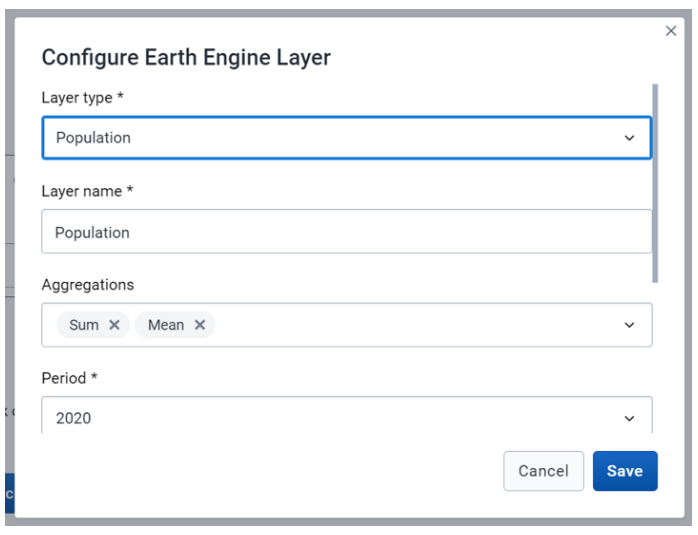 Configure Earth Engine Layer
Layer type *
Population
Layer name *
Population
Aggregations
Sum Mean
Period *
2020
Cancel Save